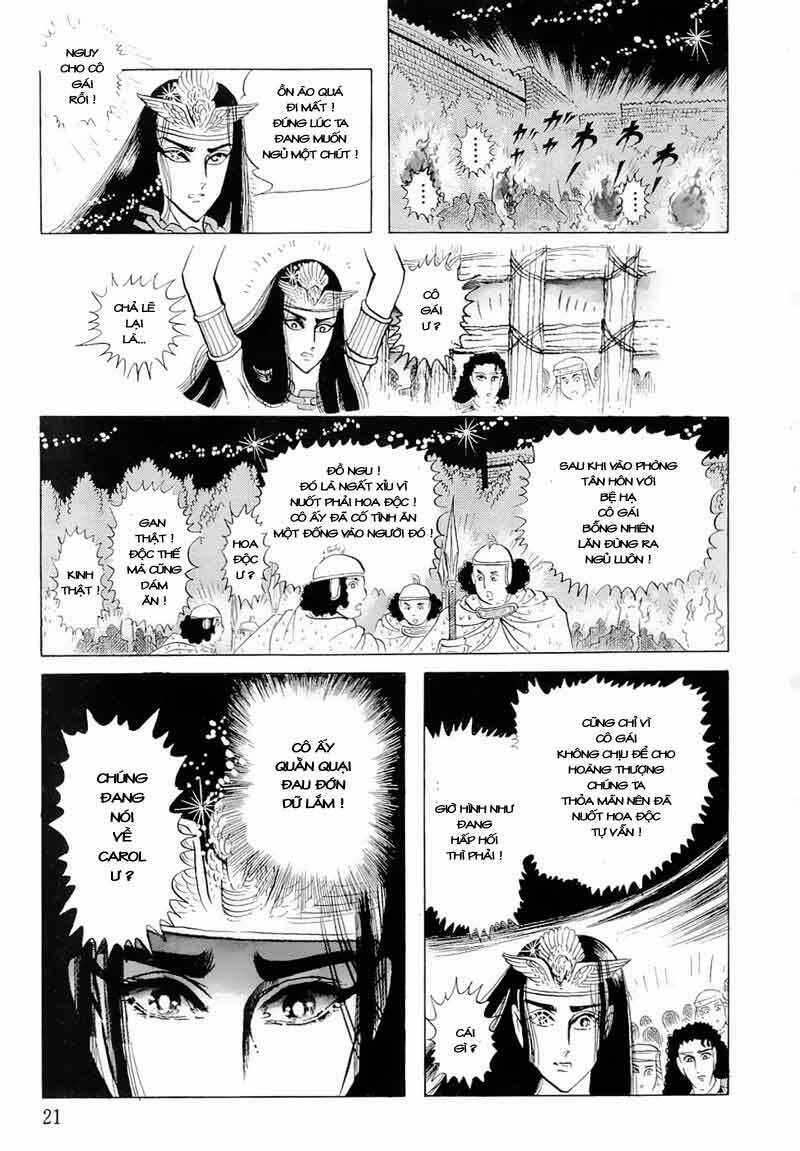 わ
わ
わ
わ
....
....
ỒN ÀO QUÁ
ĐI MẤT !
ĐÚNG LÚC TA
ĐANG MUỐN
NGỦ MỘT CHÚT !
NGUY
CHO CÔ
GÁI
RỒI !
CÔ
GÁI
Ư ?
CHẢ LẼ
LẠI
LÀ...
SAU KHI VÀO PHÒNG
TÂN HÔN VỚI
BỆ HẠ
CÔ GÁI
BỖNG NHIÊN
LĂN ĐÙNG RA
NGỦ LUÔN !
ĐỒ NGU !
ĐÓ LÀ NGẤT XỈU VÌ
NUỐT PHẢI HOA ĐỘC !
CÔ ẤY ĐÃ CỐ TÌNH ĂN
MỘT ĐỐNG VÀO NGƯỜI ĐÓ !
HOA
ĐỘC
Ư ?
GAN
THẬT !
ĐỘC THẾ
MÀ CŨNG
DÁM
ĂN !
KINH
THẬT !
CŨNG CHỈ VÌ
CÔ GÁI
KHÔNG CHỊU ĐỂ CHO
HOÀNG THƯỢNG
CHÚNG TA
THỎA MÃN NÊN ĐÃ
NUỐT HOA ĐỘC
TỰ VẪN !
GIỜ HÌNH NHƯ
ĐANG
HẤP HỐI
THÌ PHẢI !
CÁI
GÌ ?
CÔ ẤY
QUẰN QUẠI
ĐAU ĐỚN
DỮ LẮM !
CHÚNG
ĐANG
NÓI
VỀ
CAROL
Ư ?
21